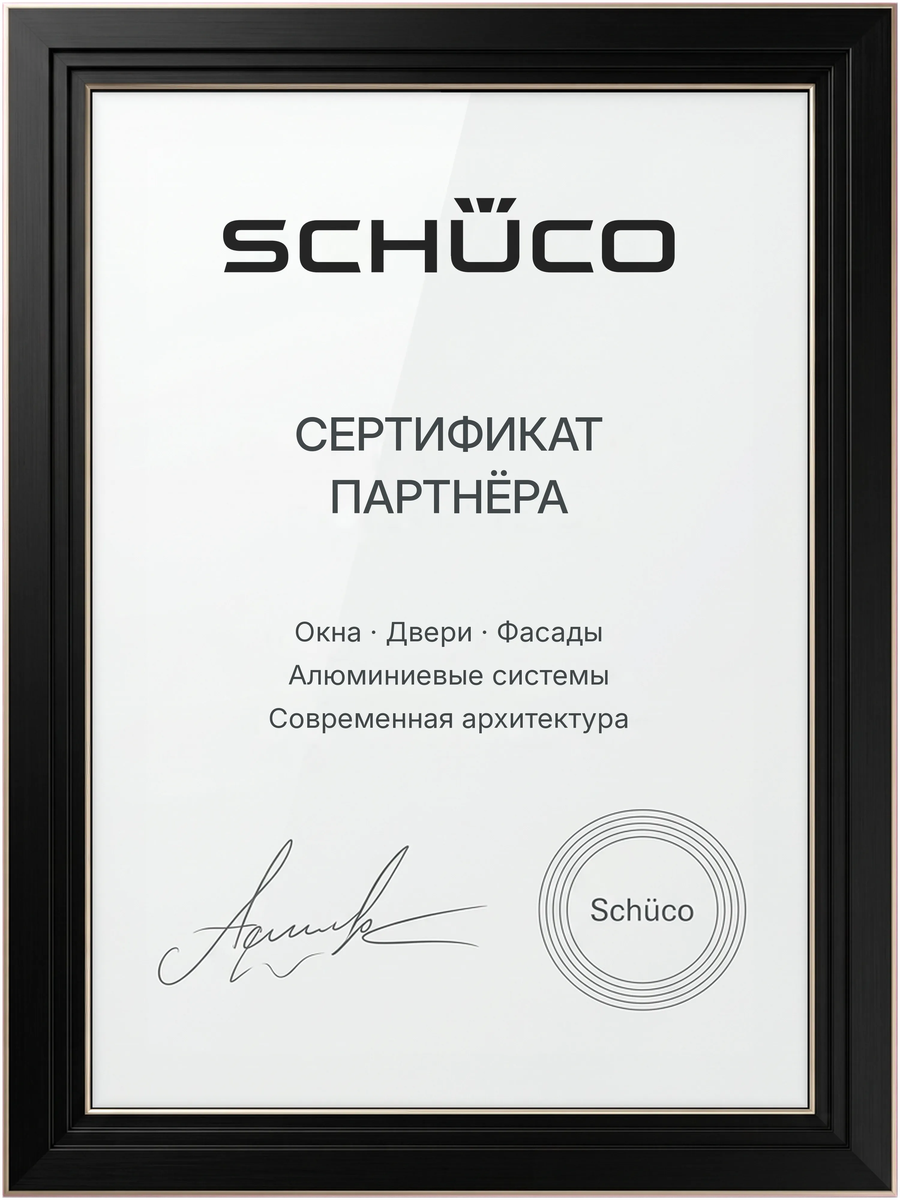 SCHÜCO
СЕРТИФИКАТ
ПАРТНЁРА
Окна · Двери · Фасады
Алюминиевые системы
Современная архитектура
Schüco